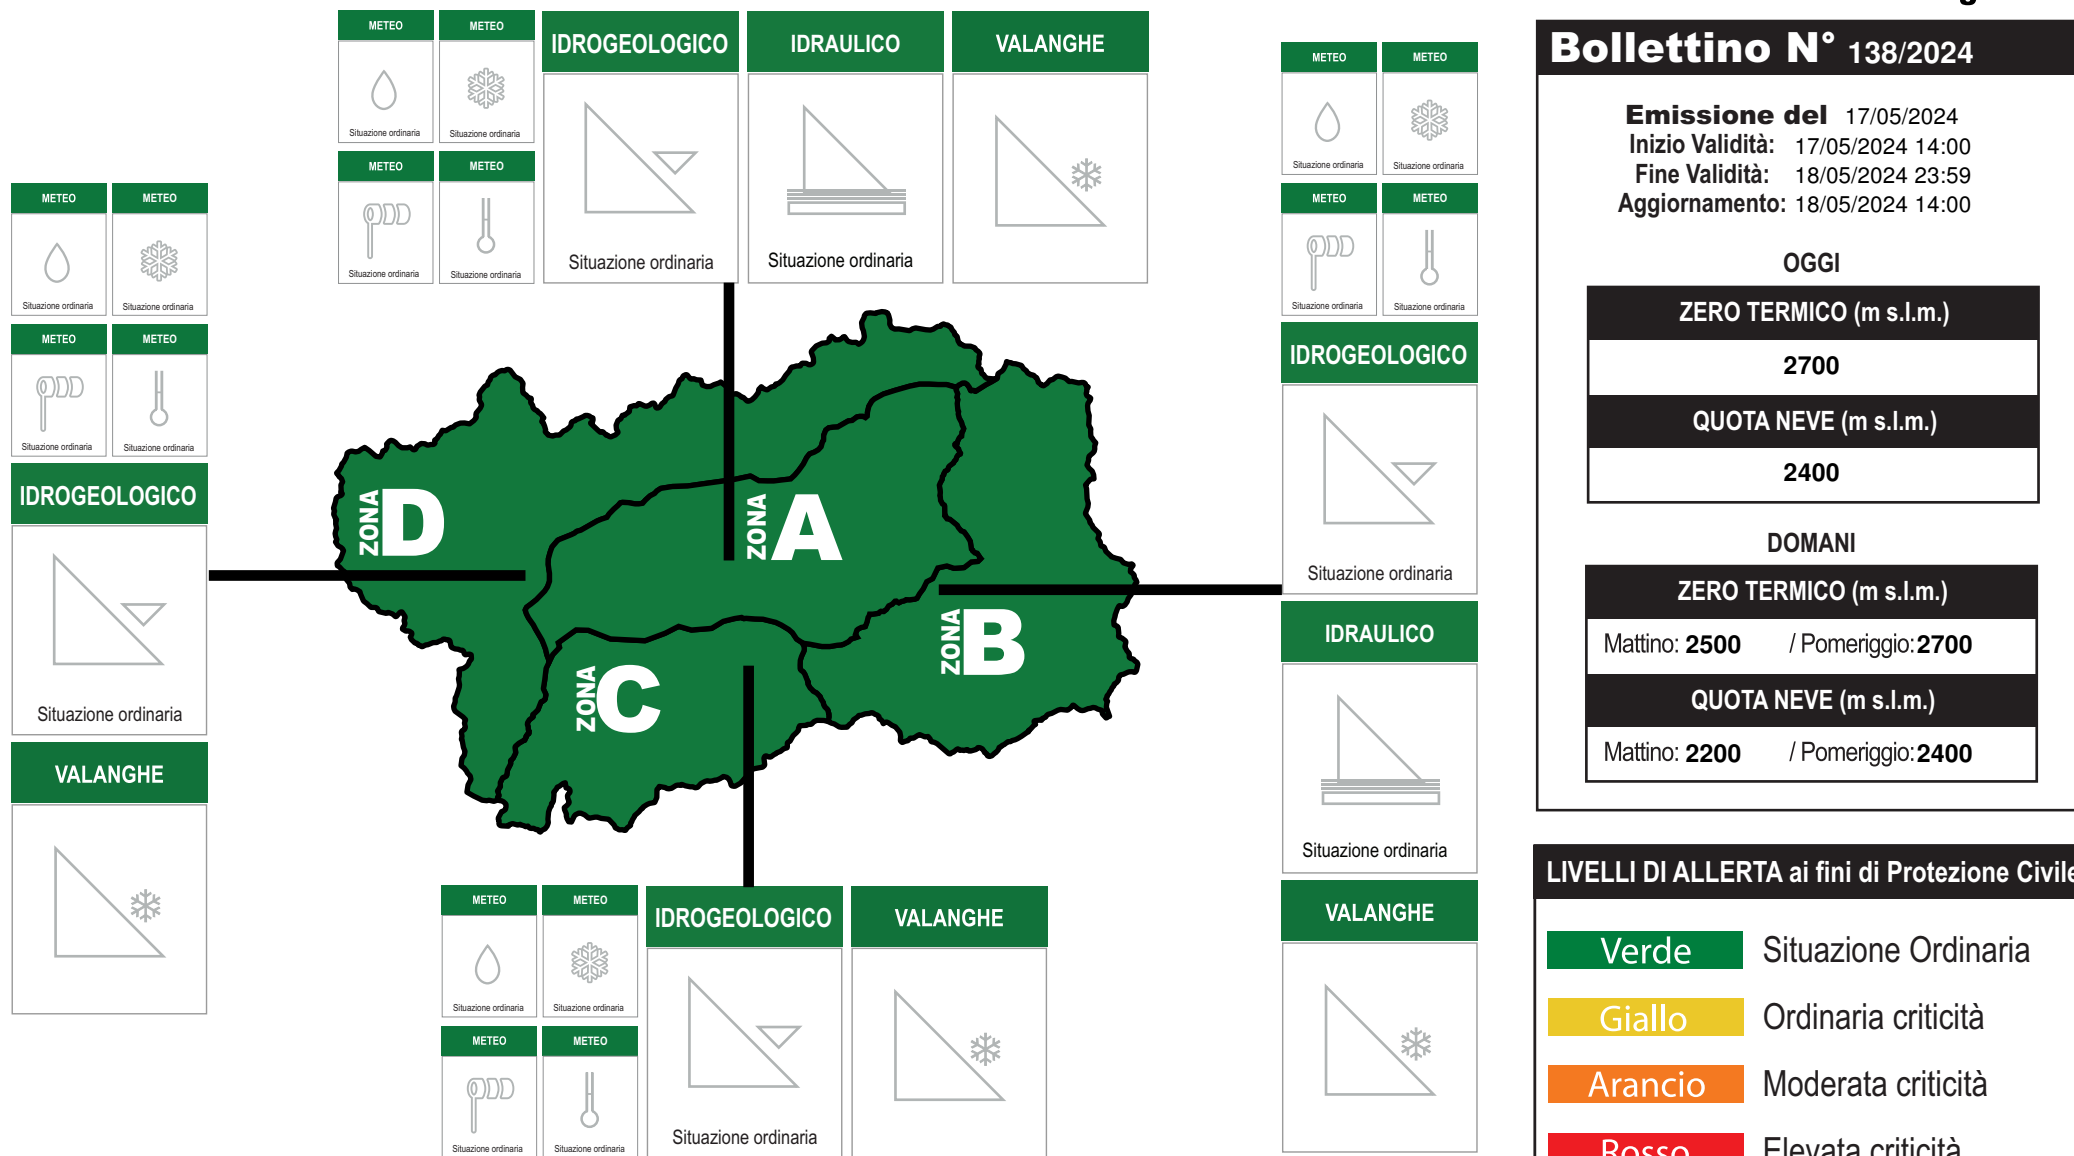 METEO METEO
Situazione ordinaria Situazione ordinaria
METEO METEO
Situazione ordinaria Situazione ordinaria
IDROGEOLOGICO IDRAULICO VALANGHE
Situazione ordinaria Situazione ordinaria
METEO METEO
Situazione ordinaria Situazione ordinaria
METEO METEO
Situazione ordinaria Situazione ordinaria
IDROGEOLOGICO
Situazione ordinaria
VALANGHE
ZONA D
ZONA A
ZONA B
ZONA C
METEO METEO
Situazione ordinaria Situazione ordinaria
METEO METEO
Situazione ordinaria Situazione ordinaria
IDROGEOLOGICO
Situazione ordinaria
IDRAULICO
Situazione ordinaria
VALANGHE
METEO METEO
Situazione ordinaria Situazione ordinaria
METEO METEO
Situazione ordinaria Situazione ordinaria
IDROGEOLOGICO VALANGHE
Situazione ordinaria
Bollettino N° 138/2024
Emissione del 17/05/2024
Inizio Validità: 17/05/2024 14:00
Fine Validità: 18/05/2024 23:59
Aggiornamento: 18/05/2024 14:00
OGGI
ZERO TERMICO (m s.l.m.)
2700
QUOTA NEVE (m s.l.m.)
2400
DOMANI
ZERO TERMICO (m s.l.m.)
Mattino: 2500 / Pomeriggio: 2700
QUOTA NEVE (m s.l.m.)
Mattino: 2200 / Pomeriggio: 2400
LIVELLI DI ALLERTA ai fini di Protezione Civile
Verde Situazione Ordinaria
Giallo Ordinaria criticità
Arancio Moderata criticità
Rosso Elevata criticità